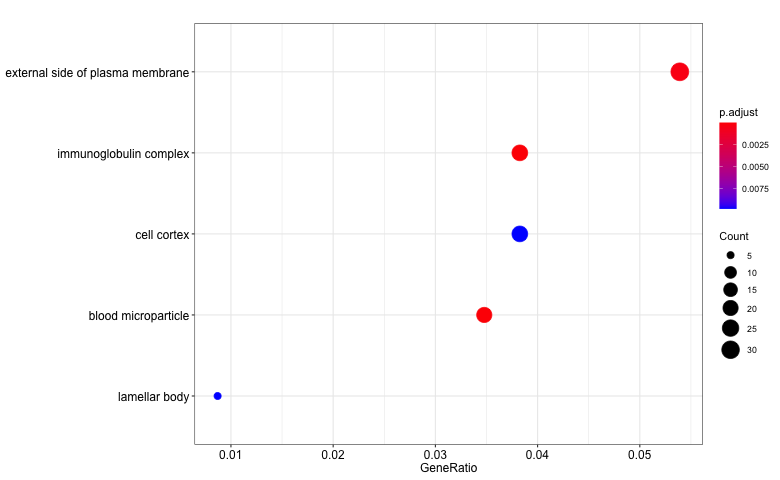 external side of plasma membrane
immunoglobulin complex
cell cortex
blood microparticle
lamellar body
0.01
0.02
0.03
0.04
0.05
GeneRatio
p.adjust
0.0025
0.0050
0.0075
Count
5
10
15
20
25
30